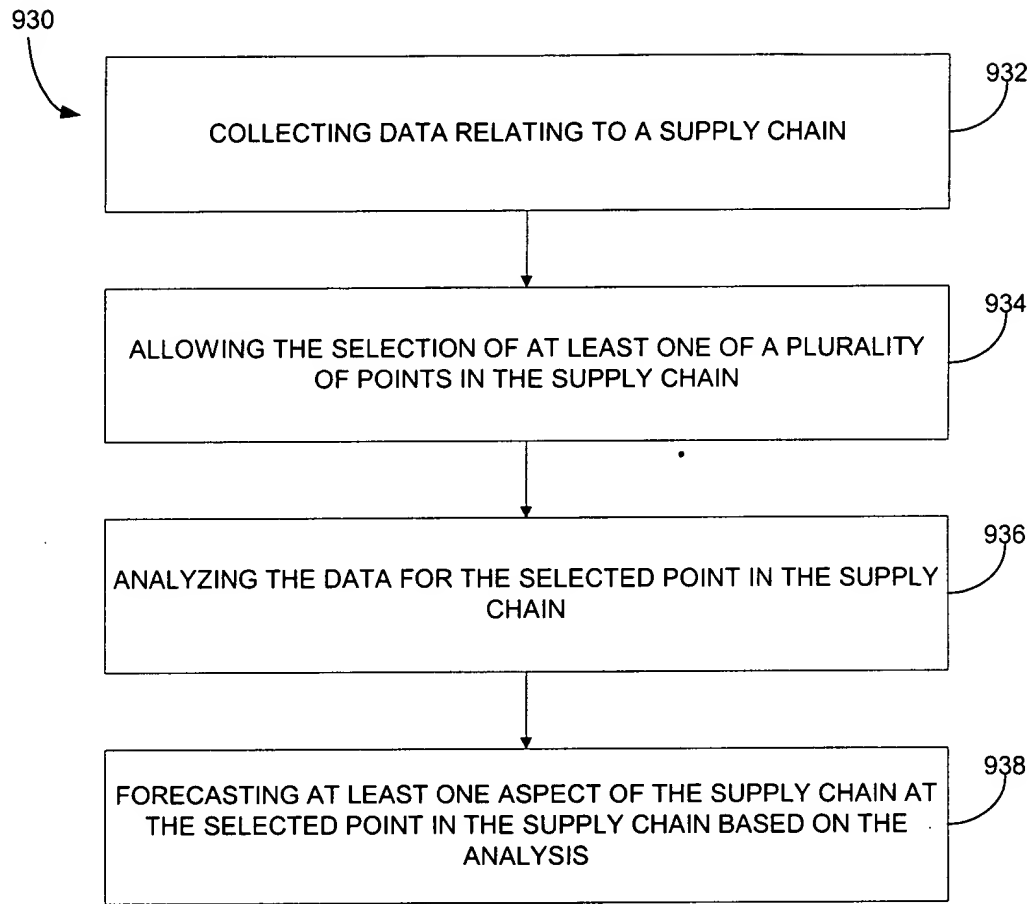 930
932
COLLECTING DATA RELATING TO A SUPPLY CHAIN
934
ALLOWING THE SELECTION OF AT LEAST ONE OF A PLURALITY
OF POINTS IN THE SUPPLY CHAIN
936
ANALYZING THE DATA FOR THE SELECTED POINT IN THE SUPPLY
CHAIN
938
FORECASTING AT LEAST ONE ASPECT OF THE SUPPLY CHAIN AT
THE SELECTED POINT IN THE SUPPLY CHAIN BASED ON THE
ANALYSIS